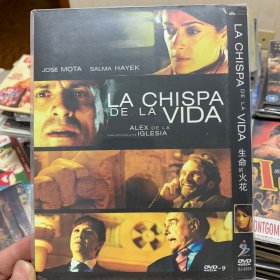 JOSE MOTA SALMA HAYEK
LA CHISPA
DE LA VIDA
ALEX DE LA
IGLESIA
DVD-9
LA CHISPA
DE LA VIDA
生命的火花
DVD